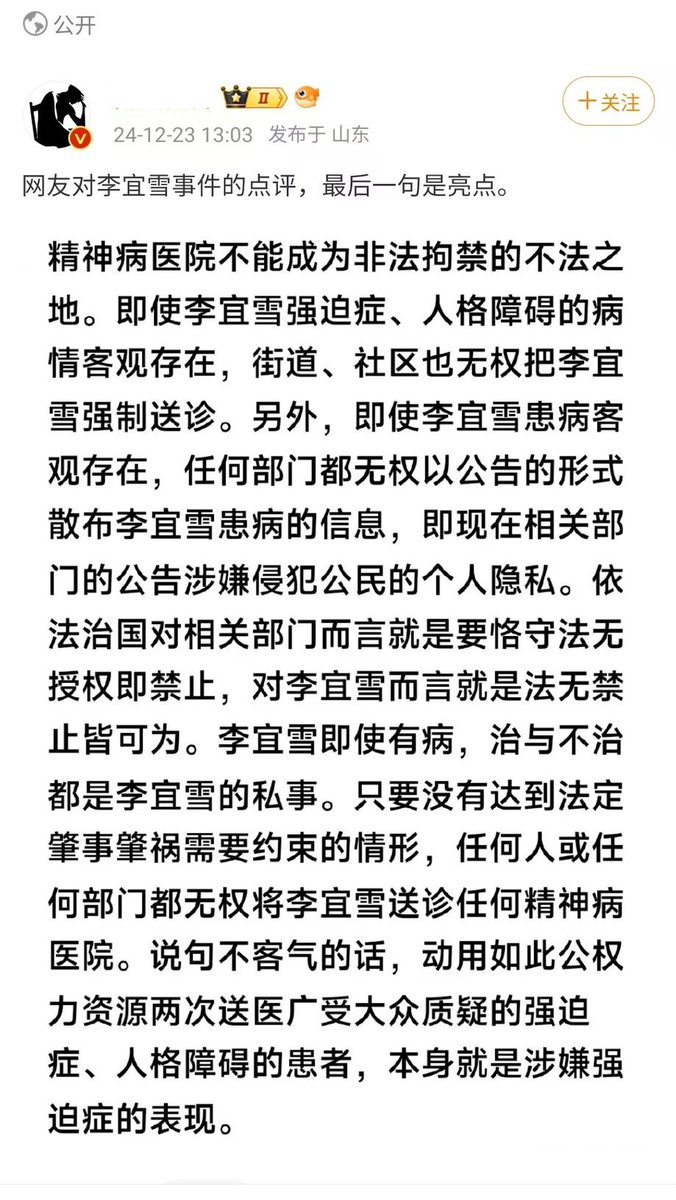 公开
II
V
24-12-23 13:03 发布于 山东
+关注
网友对李宜雪事件的点评，最后一句是亮点。
精神病医院不能成为非法拘禁的不法之
地。即使李宜雪强迫症、人格障碍的病
情客观存在，街道、社区也无权把李宜
雪强制送诊。另外，即使李宜雪患病客
观存在，任何部门都无权以公告的形式
散布李宜雪患病的信息，即现在相关部
门的公告涉嫌侵犯公民的个人隐私。依
法治国对相关部门而言就是要恪守法无
授权即禁止，对李宜雪而言就是法无禁
止皆可为。李宜雪即使有病，治与不治
都是李宜雪的私事。只要没有达到法定
肇事肇祸需要约束的情形，任何人或任
何部门都无权将李宜雪送诊任何精神病
医院。说句不客气的话，动用如此公权
力资源两次送医广受大众质疑的强迫
症、人格障碍的患者，本身就是涉嫌强
迫症的表现。